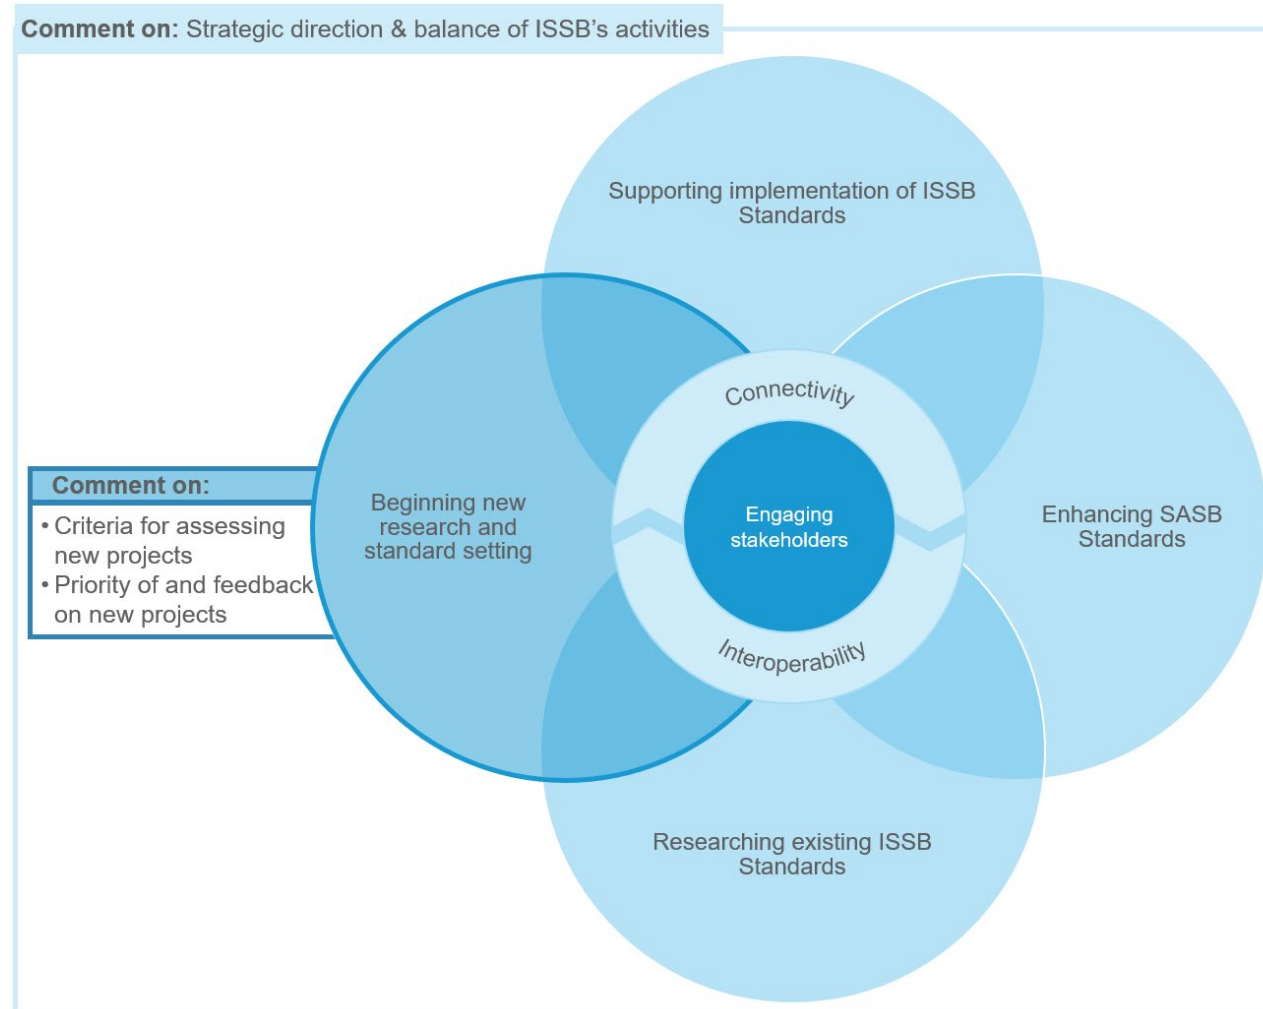 Comment on: Strategic direction & balance of ISSB’s activities
Supporting implementation of ISSB
Standards
Connectivity
Comment on:
• Criteria for assessing
new projects
• Priority of and feedback
on new projects
Beginning new
research and
standard setting
Engaging
stakeholders
Enhancing SASB
Standards
Interoperability
Researching existing ISSB
Standards